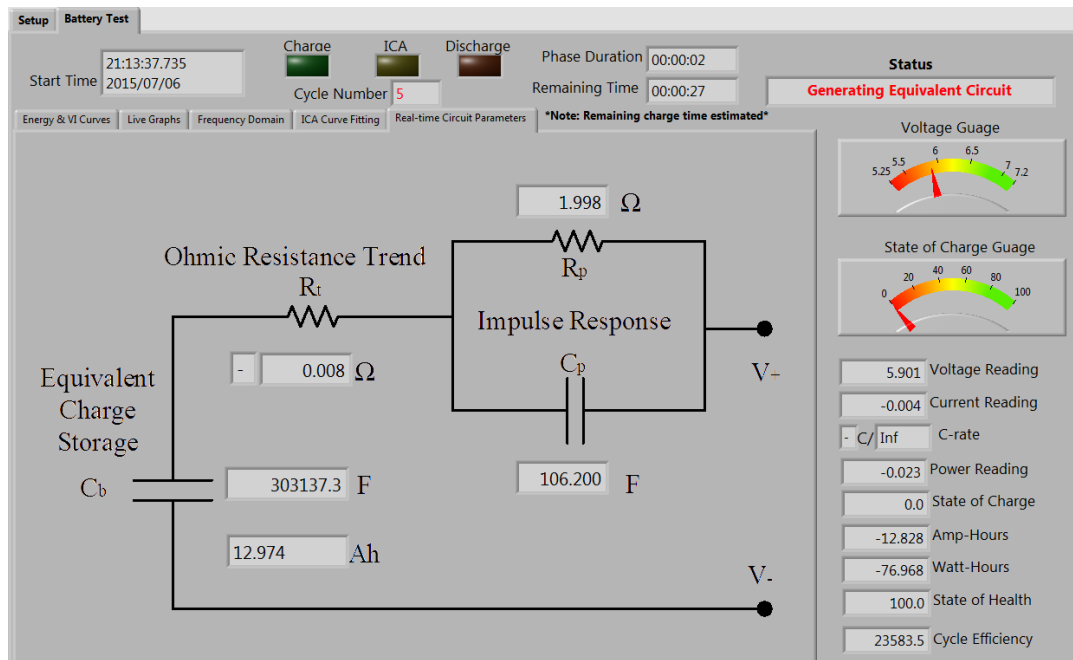 Setup
Battery Test
Charge
ICA
Discharge
Start Time
21:13:37.735
2015/07/06
Cycle Number 5
Phase Duration 00:00:02
Remaining Time 00:00:27
Status
Generating Equivalent Circuit
Energy & VI Curves
Live Graphs
Frequency Domain
ICA Curve Fitting
Real-time Circuit Parameters
*Note: Remaining charge time estimated*
1.998 Ω
Rp
Ohmic Resistance Trend
Rt
- 0.008 Ω
Impulse Response
Cp
106.200 F
V+
Equivalent
Charge
Storage
Cb
303137.3 F
12.974 Ah
V-
Voltage Guage
5.25 5.5 6 6.5 7 7.2
State of Charge Guage
0 20 40 60 80 100
5.901 Voltage Reading
-0.004 Current Reading
- C/ Inf C-rate
-0.023 Power Reading
0.0 State of Charge
-12.828 Amp-Hours
-76.968 Watt-Hours
100.0 State of Health
23583.5 Cycle Efficiency